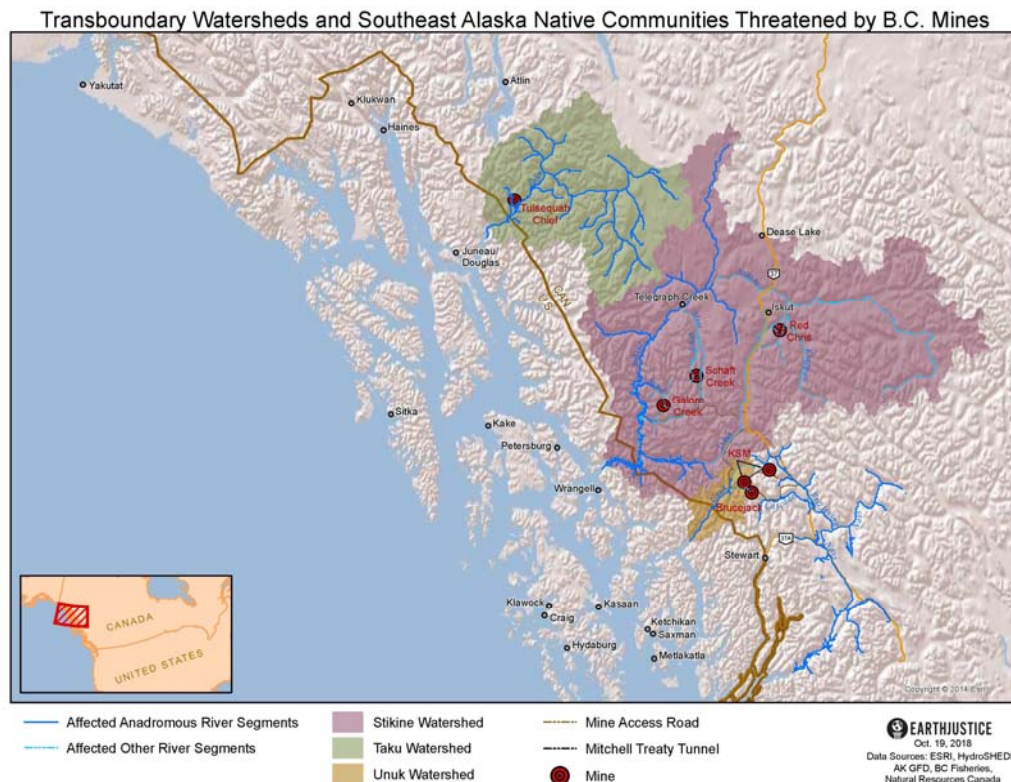 Transboundary Watersheds and Southeast Alaska Native Communities Threatened by B.C. Mines
Yakutat
Klukwan
Haines
Atlin
Tulsequah
Chief
Juneau/
Douglas
CAN
U.S.
Dease Lake
37
Telegraph Creek
Iskut
Red
Chris
Schaft
Creek
Galore
Creek
Sitka
Kake
Petersburg
Wrangell
KSM
Brucejack
Stewart
37A
Klawock
Craig
Kasaan
Hydaburg
Ketchikan
Saxman
Metlakatla
CANADA
UNITED STATES
Copyright © 2014 Esri
Affected Anadromous River Segments
Affected Other River Segments
Stikine Watershed
Taku Watershed
Unuk Watershed
Mine Access Road
Mitchell Treaty Tunnel
Mine
EARTHJUSTICE
Oct. 19, 2018
Data Sources: ESRI, HydroSHEDS
AK GFD, BC Fisheries,
Natural Resources Canada